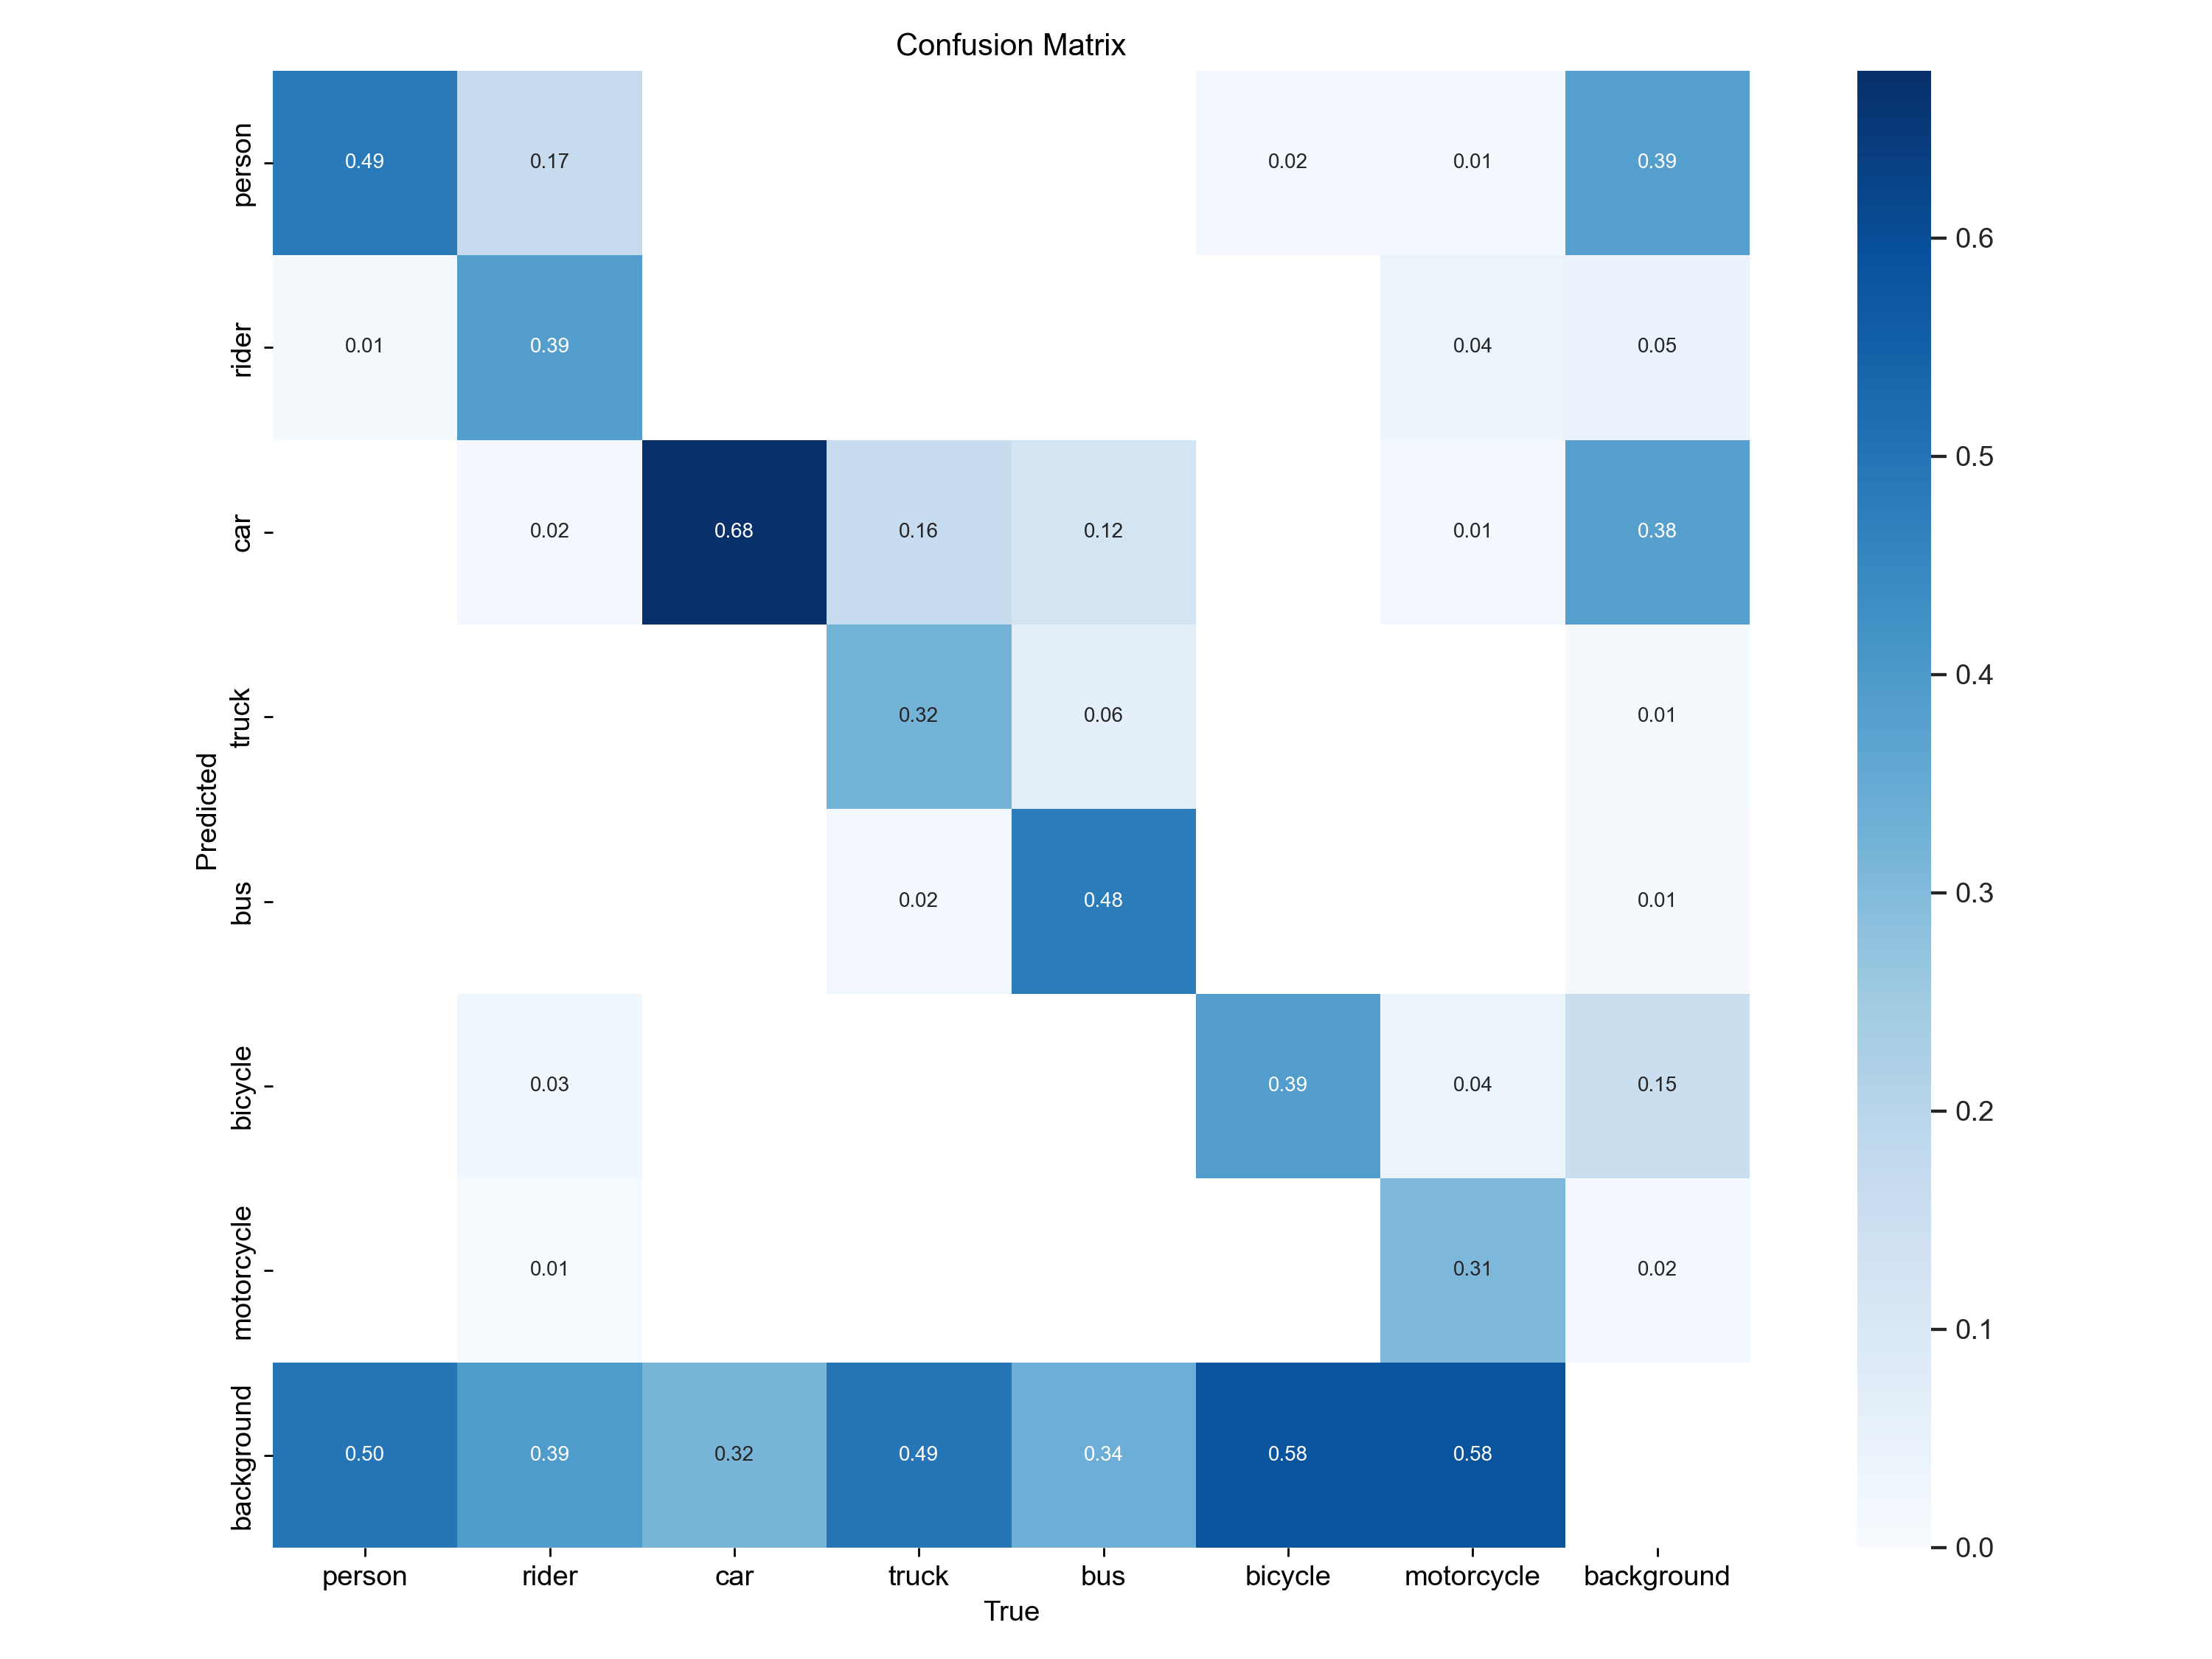 Confusion Matrix
person 0.49 0.17 0.02 0.01 0.39
rider 0.01 0.39 0.04 0.05
car 0.02 0.68 0.16 0.12 0.01 0.38
truck 0.32 0.06 0.01
bus 0.02 0.48 0.01
bicycle 0.03 0.39 0.04 0.15
motorcycle 0.01 0.31 0.02
background 0.50 0.39 0.32 0.49 0.34 0.58 0.58
Predicted
person rider car truck bus bicycle motorcycle background
True
0.6
0.5
0.4
0.3
0.2
0.1
0.0